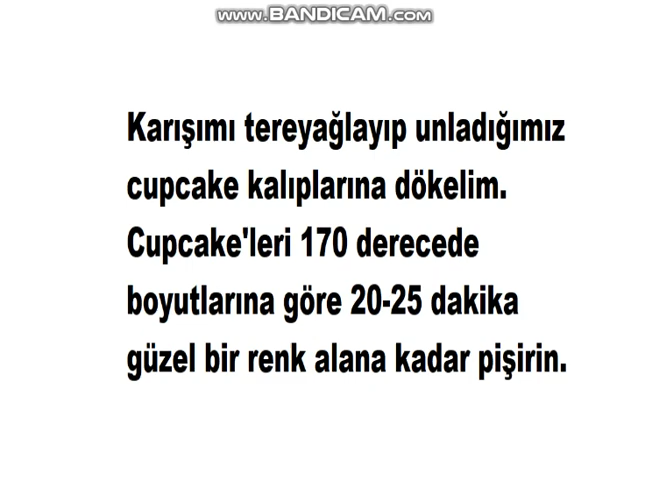 www.BANDICAM.com
Karışımı tereyağlayıp unladığımız
cupcake kalıplarına dökelim.
Cupcake'leri 170 derecede
boyutlarına göre 20-25 dakika
güzel bir renk alana kadar pişirin.